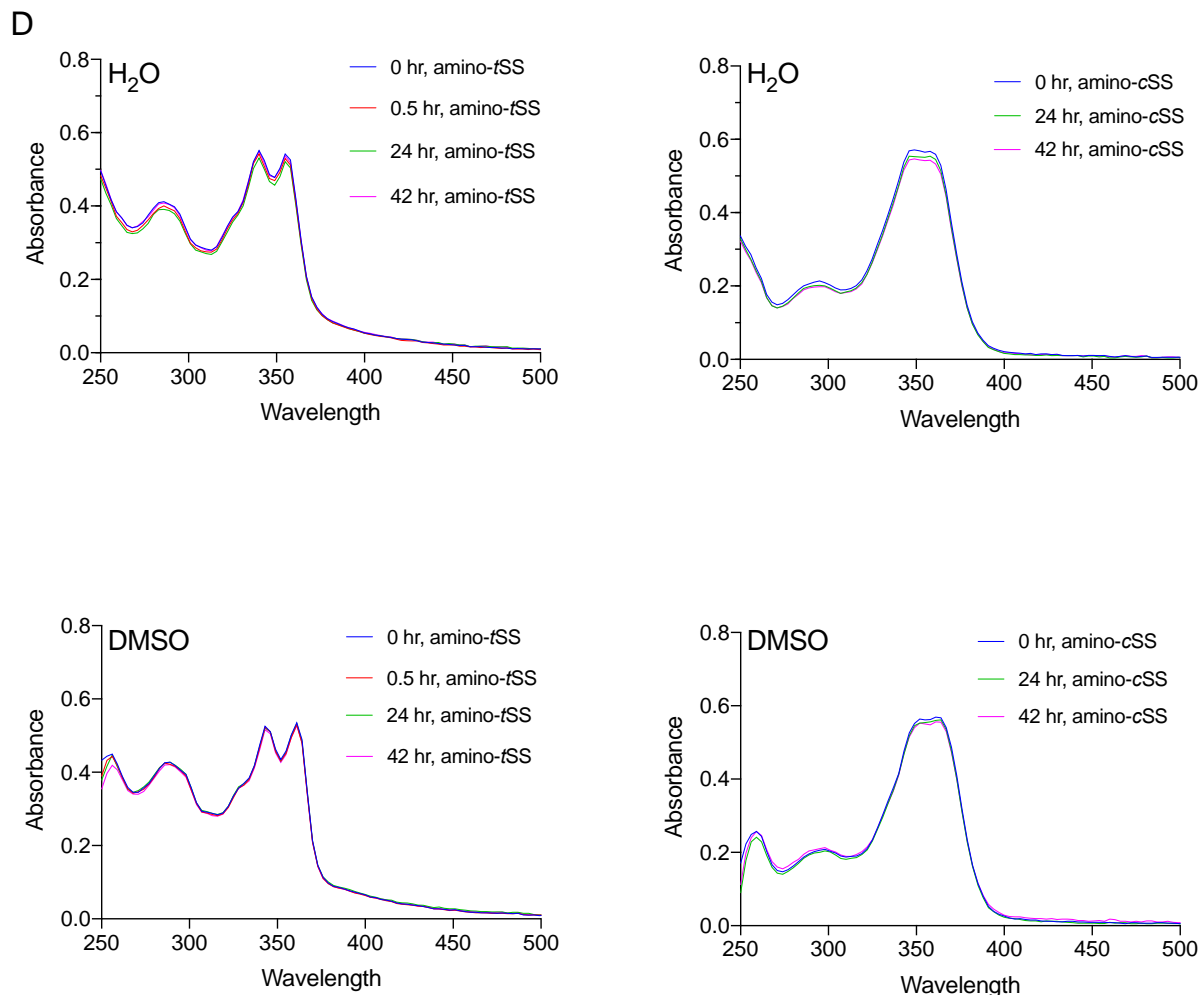 D
H2O
0 hr, amino-tSS
0.5 hr, amino-tSS
24 hr, amino-tSS
42 hr, amino-tSS
Absorbance
0.8
0.6
0.4
0.2
0.0
250 300 350 400 450 500
Wavelength
H2O
0 hr, amino-cSS
24 hr, amino-cSS
42 hr, amino-cSS
Absorbance
0.8
0.6
0.4
0.2
0.0
250 300 350 400 450 500
Wavelength
DMSO
0 hr, amino-tSS
0.5 hr, amino-tSS
24 hr, amino-tSS
42 hr, amino-tSS
Absorbance
0.8
0.6
0.4
0.2
0.0
250 300 350 400 450 500
Wavelength
DMSO
0 hr, amino-cSS
24 hr, amino-cSS
42 hr, amino-cSS
Absorbance
0.8
0.6
0.4
0.2
0.0
250 300 350 400 450 500
Wavelength